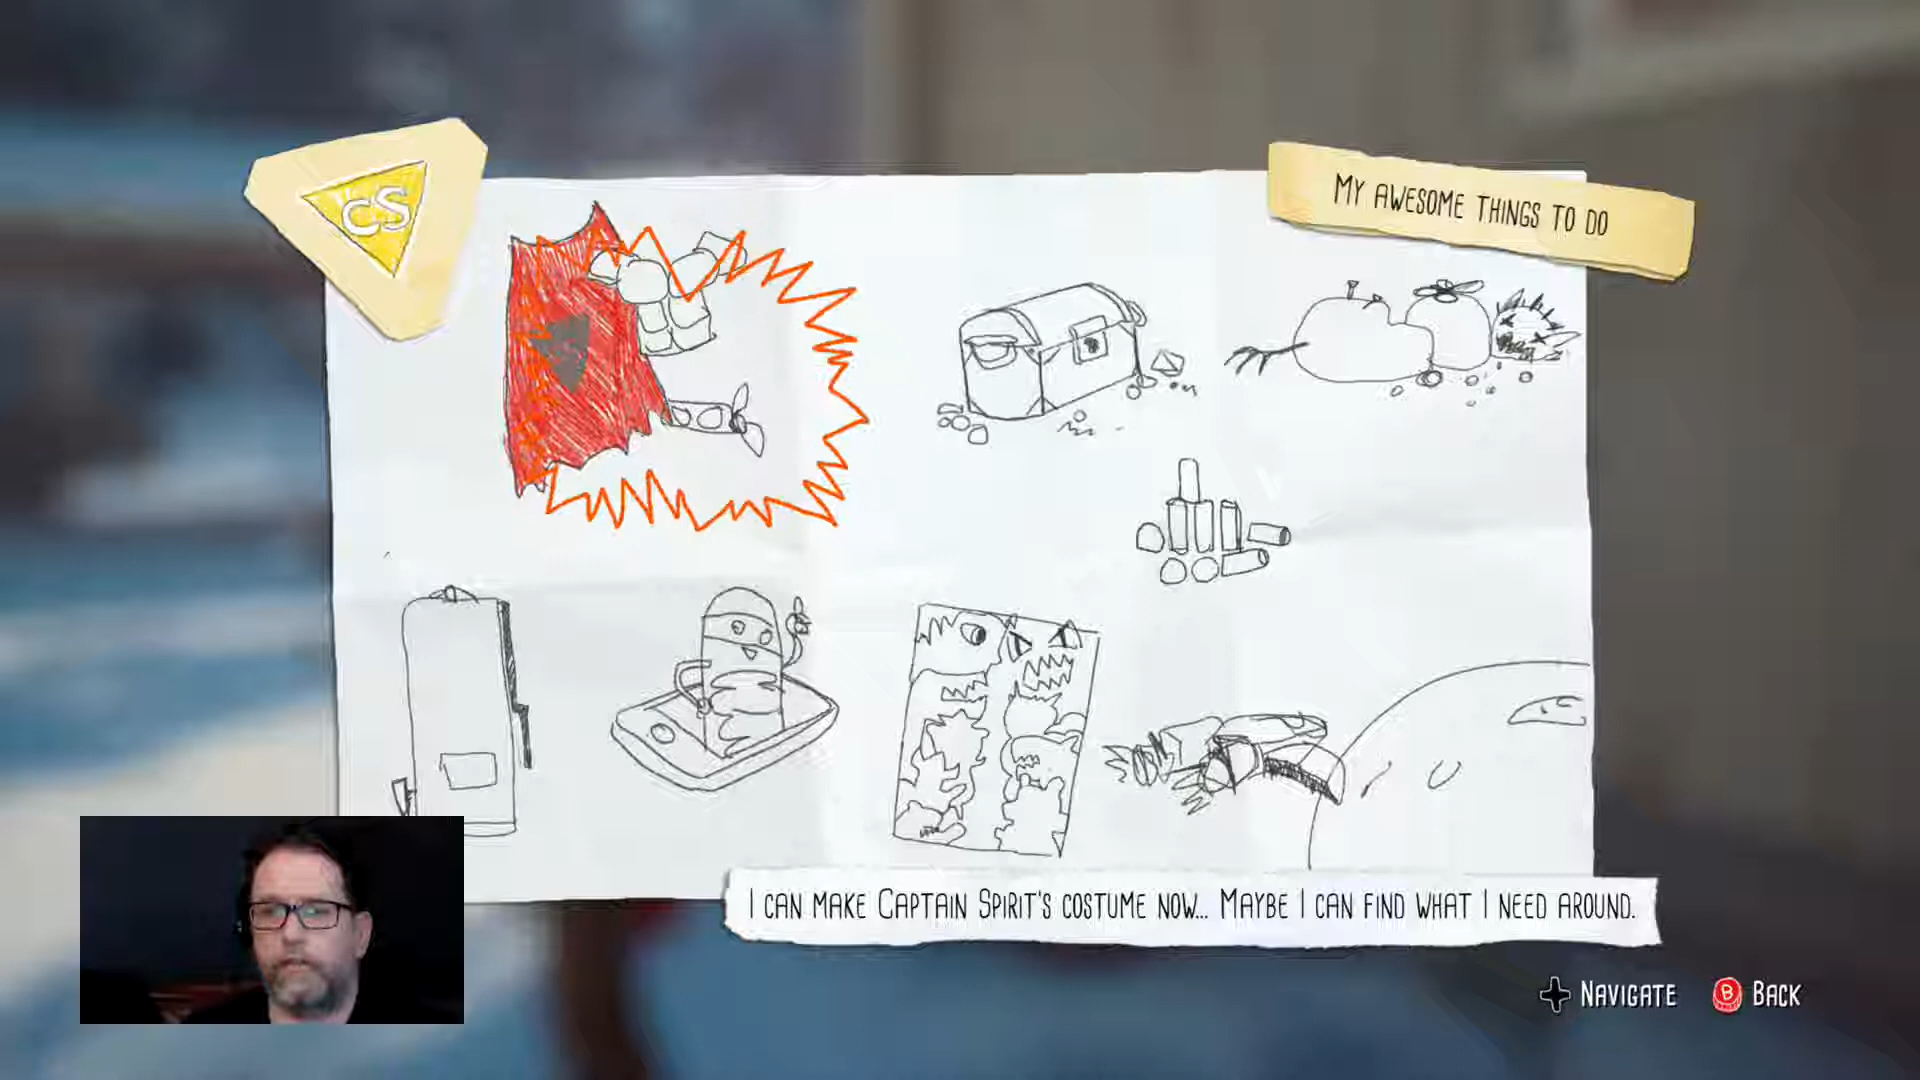 CS
MY AWESOME THINGS TO DO
I CAN MAKE CAPTAIN SPIRIT'S COSTUME NOW... MAYBE I CAN FIND WHAT I NEED AROUND.
NAVIGATE
B BACK